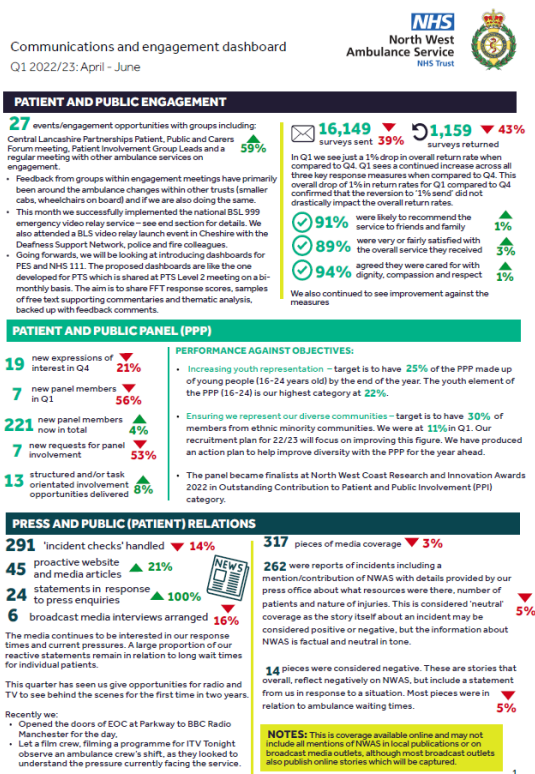 Communications and engagement dashboard
Q1 2022/23: April - June
NHS
North West
Ambulance Service
NHS Trust
PATIENT AND PUBLIC ENGAGEMENT
27 events/engagement opportunities with groups including:
Central Lancashire Partnerships Patient, Public and Carers
Forum meeting, Patient Involvement Group Leads and a
regular meeting with other ambulance services on
engagement.
59%
• Feedback from groups within engagement meetings have primarily
been around the ambulance changes within other trusts (smaller
cabs, wheelchairs on board) and if we are also doing the same.
• This month we successfully implemented the national BSL 999
emergency video relay service – see end section for details. We
also attended a BLS video relay launch event in Cheshire with the
Deafness Support Network, police and fire colleagues.
• Going forwards, we will be looking at introducing dashboards for
PES and NHS 111. The proposed dashboards are like the one
developed for PTS which is shared at PTS Level 2 meeting on a bi-
monthly basis. The aim is to share FFT response scores, samples
of free text supporting commentaries and thematic analysis,
backed up with feedback comments.
16,149
surveys sent 39%
1,159 43%
surveys returned
In Q1 we see just a 1% drop in overall return rate when
compared to Q4. Q1 sees a continued increase across all
three key response measures when compared to Q4. This
overall drop of 1% in return rates for Q1 compared to Q4
confirmed that the reversion to '1% send' did not
drastically impact the overall return rates.
91% were likely to recommend the
service to friends and family
1%
89% were very or fairly satisfied with
the overall service they received
3%
94% agreed they were cared for with
dignity, compassion and respect
1%
We also continued to see improvement against the
measures
PATIENT AND PUBLIC PANEL (PPP)
19 new expressions of
interest in Q4
21%
7 new panel members
in Q1
56%
221 new panel members
now in total
4%
7 new requests for panel
involvement
53%
13 structured and/or task
orientated involvement
opportunities delivered
8%
PERFORMANCE AGAINST OBJECTIVES:
• Increasing youth representation – target is to have 25% of the PPP made up
of young people (16-24 years old) by the end of the year. The youth element of
the PPP (16-24) is our highest category at 22%.
• Ensuring we represent our diverse communities – target is to have 30% of
members from ethnic minority communities. We were at 11% in Q1. Our
recruitment plan for 22/23 will focus on improving this figure. We have produced
an action plan to help improve diversity with the PPP for the year ahead.
• The panel became finalists at North West Coast Research and Innovation Awards
2022 in Outstanding Contribution to Patient and Public Involvement (PPI)
category.
PRESS AND PUBLIC (PATIENT) RELATIONS
291 'incident checks' handled 14%
45 proactive website
and media articles
21%
24 statements in response
to press enquiries
100%
6 broadcast media interviews arranged 16%
NEWS
The media continues to be interested in our response
times and current pressures. A large proportion of our
reactive statements remain in relation to long wait times
for individual patients.
This quarter has seen us give opportunities for radio and
TV to see behind the scenes for the first time in two years.
Recently we:
• Opened the doors of EOC at Parkway to BBC Radio
Manchester for the day,
• Let a film crew, filming a programme for ITV Tonight
observe an ambulance crew's shift, as they looked to
understand the pressure currently facing the service.
317 pieces of media coverage 3%
262 were reports of incidents including a
mention/contribution of NWAS with details provided by our
press office about what resources were there, number of
patients and nature of injuries. This is considered 'neutral'
coverage as the story itself about an incident may be
considered positive or negative, but the information about
NWAS is factual and neutral in tone.
5%
14 pieces were considered negative. These are stories that
overall, reflect negatively on NWAS, but include a statement
from us in response to a situation. Most pieces were in
relation to ambulance waiting times.
5%
NOTES: This is coverage available online and may not
include all mentions of NWAS in local publications or on
broadcast media outlets, although most broadcast outlets
also publish online stories which will be captured.
1